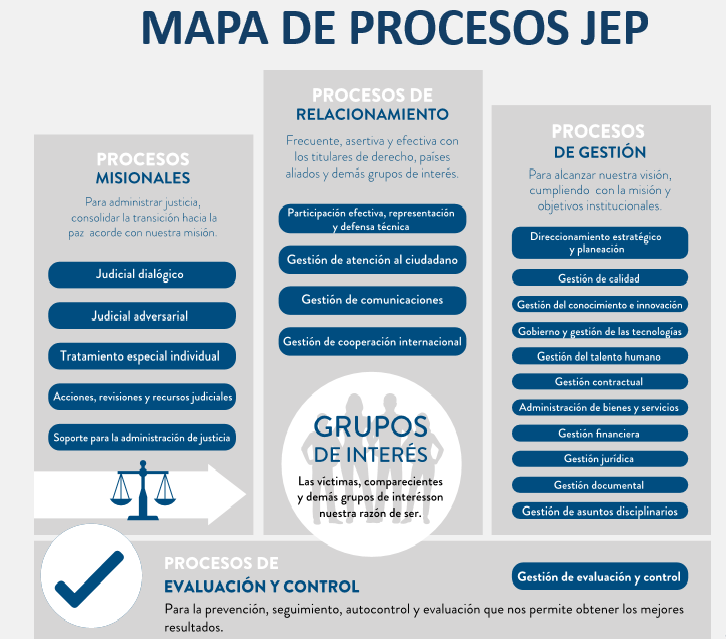 MAPA DE PROCESOS JEP
PROCESOS
MISIONALES
Para administrar justicia,
consolidar la transición hacia la
paz acorde con nuestra misión.
Judicial dialógico
Judicial adversarial
Tratamiento especial individual
Acciones, revisiones y recursos judiciales
Soporte para la administración de justicia
PROCESOS DE
RELACIONAMIENTO
Frecuente, asertiva y efectiva con
los titulares de derecho, países
aliados y demás grupos de interés.
Participación efectiva, representación
y defensa técnica
Gestión de atención al ciudadano
Gestión de comunicaciones
Gestión de cooperación internacional
GRUPOS
DE INTERÉS
Las víctimas, comparecientes
y demás grupos de interésson
nuestra razón de ser.
PROCESOS
DE GESTIÓN
Para alcanzar nuestra visión,
cumpliendo con la misión y
objetivos institucionales.
Direccionamiento estratégico
y planeación
Gestión de calidad
Gestión del conocimiento e innovación
Gobierno y gestión de las tecnologías
Gestión del talento humano
Gestión contractual
Administración de bienes y servicios
Gestión financiera
Gestión jurídica
Gestión documental
Gestión de asuntos disciplinarios
PROCESOS DE
EVALUACIÓN Y CONTROL
Gestión de evaluación y control
Para la prevención, seguimiento, autocontrol y evaluación que nos permite obtener los mejores
resultados.